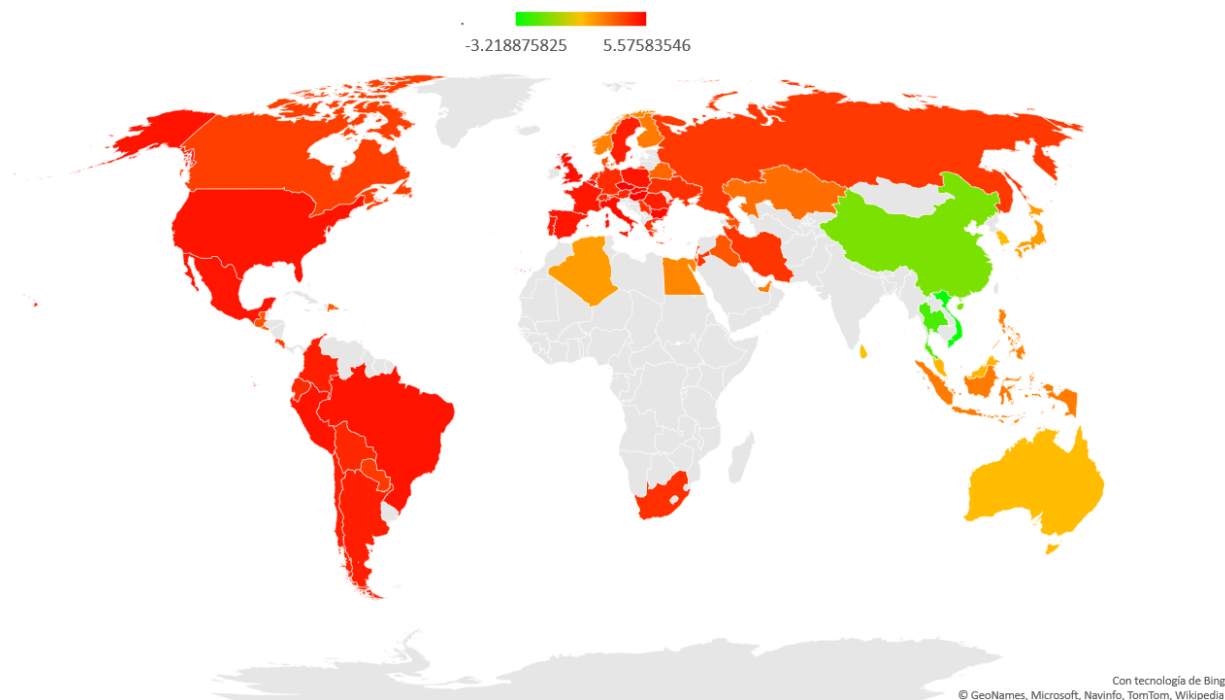 .
-3.218875825 5.57583546
Con tecnología de Bing
© GeoNames, Microsoft, Navinfo, TomTom, Wikipedia